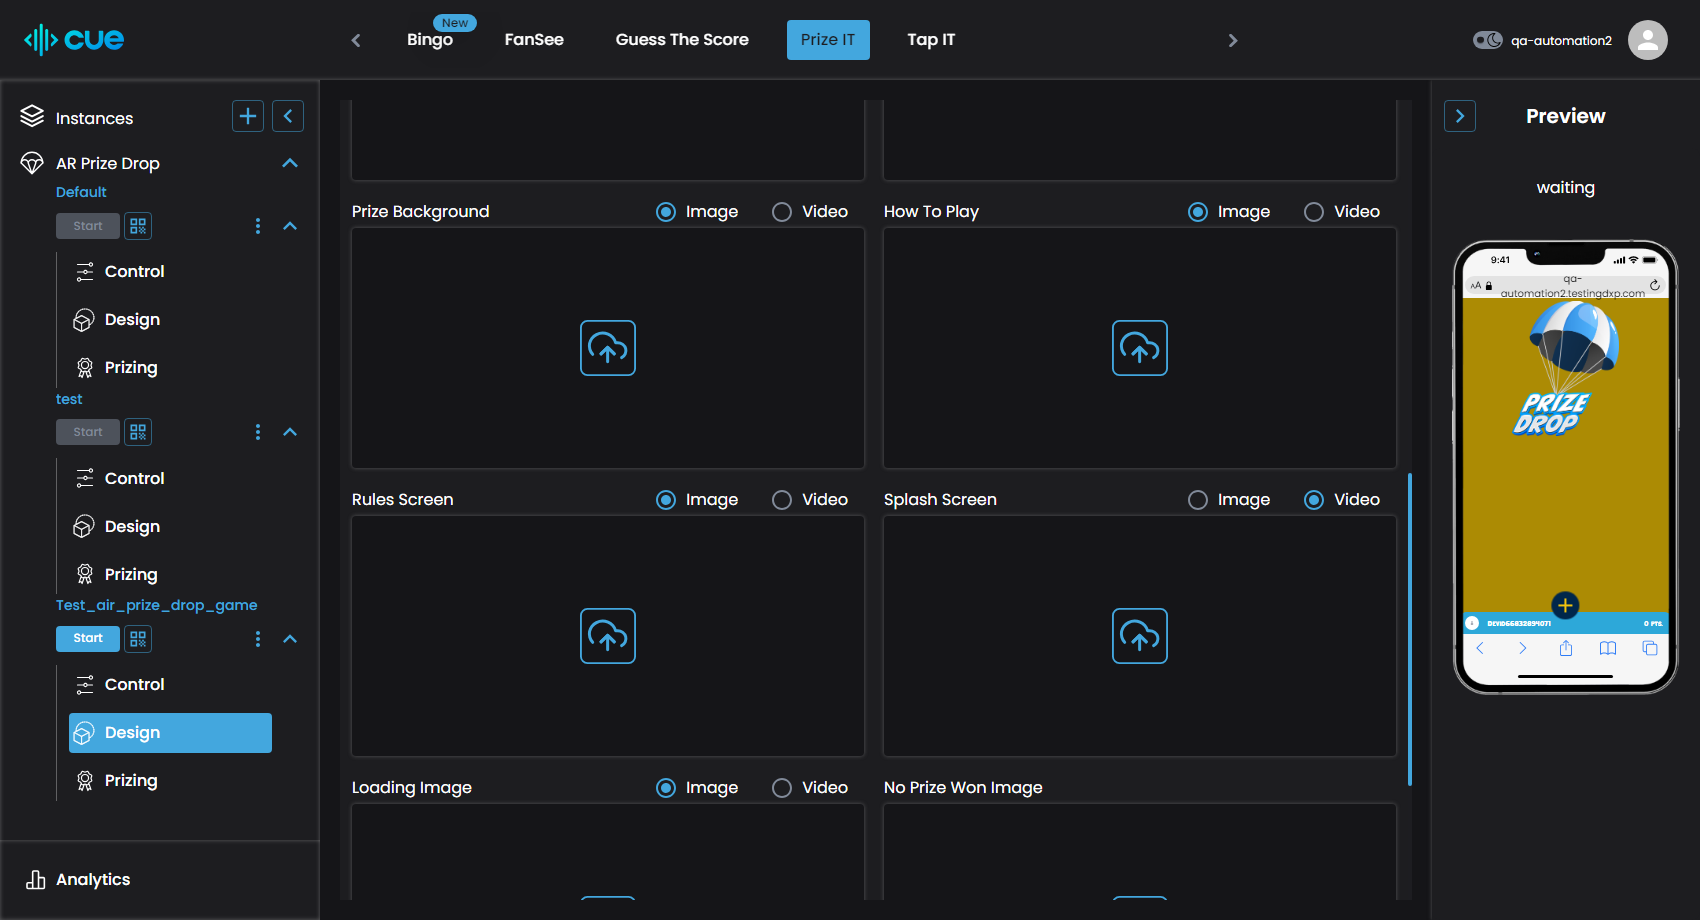 cue
New
Bingo
FanSee
Guess The Score
Prize IT
Tap IT
qa-automation2
Instances
AR Prize Drop
Default
Start
Control
Design
Prizing
test
Start
Control
Design
Prizing
Test_air_prize_drop_game
Start
Control
Design
Prizing
Analytics
Prize Background
Image
Video
How To Play
Image
Video
Rules Screen
Image
Video
Splash Screen
Image
Video
Loading Image
Image
Video
No Prize Won Image
Preview
waiting
9:41
AA
qa-
automation2.testingdxp.com
PRIZE
DROP
0 PTS.